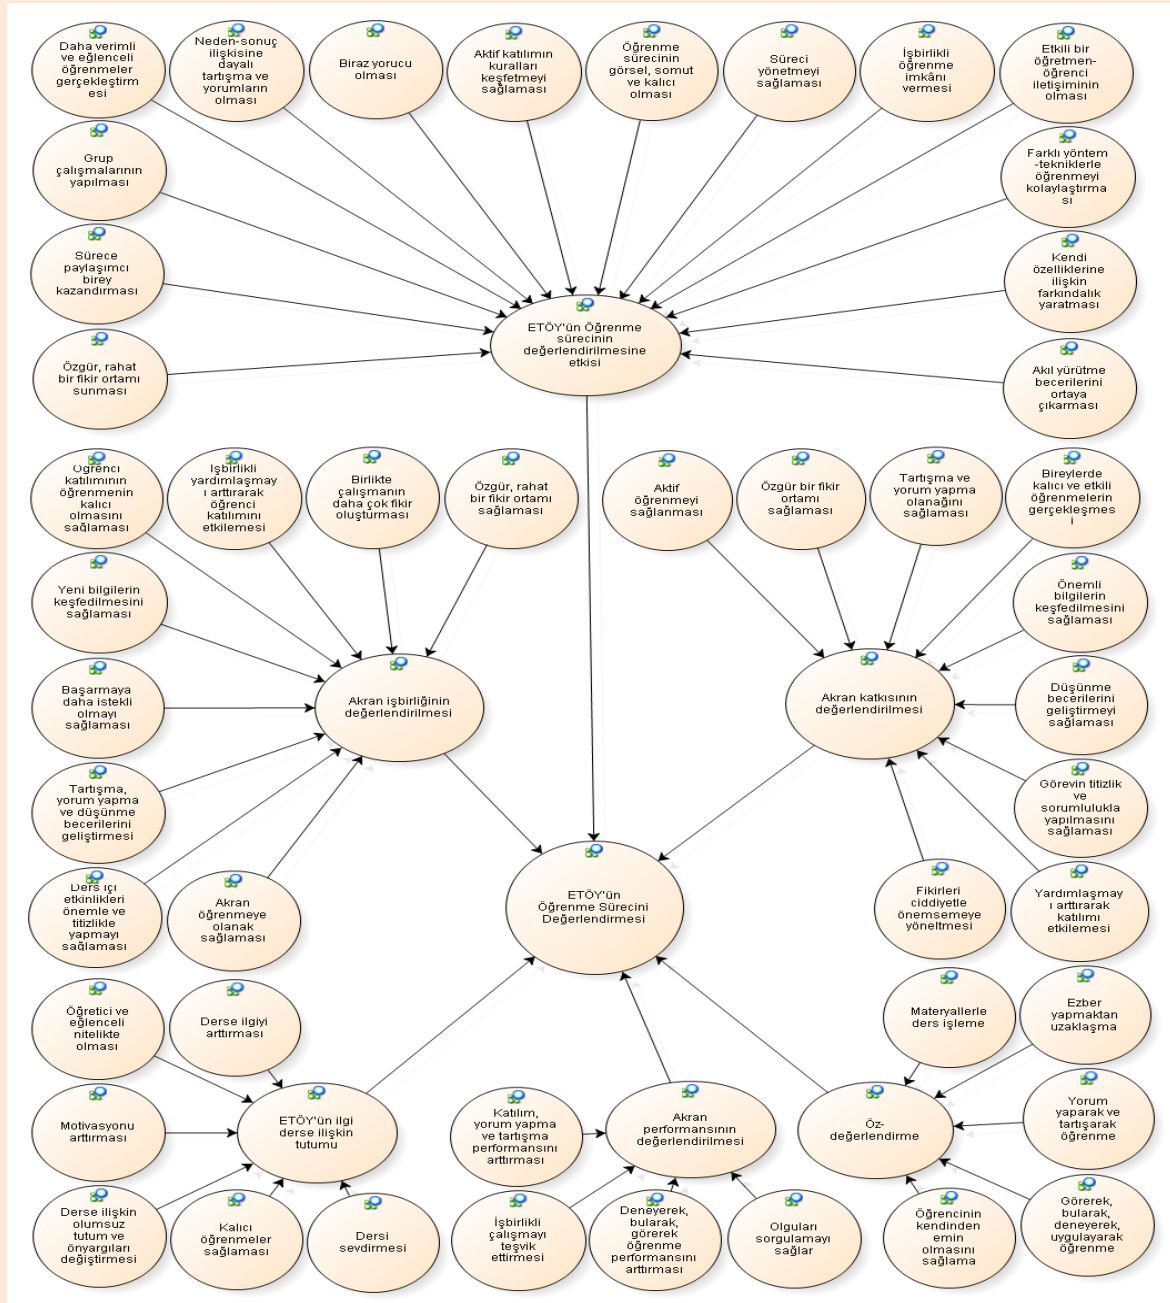 Daha verimli
ve eğlenceli
öğrenmeler
gerçekleştirm
esi
Neden-sonuç
ilişkisine
dayalı
tartışma ve
yorumların
olması
Biraz yorucu
olması
Aktif katılımın
kuralları
keşfetmeyi
sağlaması
Öğrenme
sürecinin
görsel, somut
ve kalıcı
olması
Süreci
yönetmeyi
sağlaması
İşbirlikli
öğrenme
imkânı
vermesi
Etkili bir
öğretmen-
öğrenci
iletişiminin
olması
Grup
çalışmalarının
yapılması
Farklı yöntem
-tekniklerle
öğrenmeyi
kolaylaştırma
sı
Sürece
paylaşımcı
birey
kazandırması
Kendi
özelliklerine
ilişkin
farkındalık
yaratması
Özgür, rahat
bir fikir ortamı
sunması
ETÖY'ün Öğrenme
sürecinin
değerlendirilmesine
etkisi
Akıl yürütme
becerilerini
ortaya
çıkarması
Öğrenci
katılımının
öğrenmenin
kalıcı
olmasını
sağlaması
İşbirlikli
yardımlaşmay
ı arttırarak
öğrenci
katılımını
etkilemesi
Birlikte
çalışmanın
daha çok fikir
oluşturması
Özgür, rahat
bir fikir ortamı
sağlaması
Aktif
öğrenmeyi
sağlanması
Özgür bir fikir
ortamı
sağlaması
Tartışma ve
yorum yapma
olanağını
sağlaması
Bireylerde
kalıcı ve etkili
öğrenmelerin
gerçekleşmes
i
Yeni bilgilerin
keşfedilmesini
sağlaması
Önemli
bilgilerin
keşfedilmesini
sağlaması
Başarmaya
daha istekli
olmayı
sağlaması
Akran işbirliğinin
değerlendirilmesi
Akran katkısının
değerlendirilmesi
Düşünme
becerilerini
geliştirmeyi
sağlaması
Tartışma,
yorum yapma
ve düşünme
becerilerini
geliştirmesi
Görevin titizlik
ve
sorumlulukla
yapılmasını
sağlaması
Ders içi
etkinlikleri
önemle ve
titizlikle
yapmayı
sağlaması
Akran
öğrenmeye
olanak
sağlaması
ETÖY'ün
Öğrenme Sürecini
Değerlendirmesi
Fikirleri
ciddiyetle
önemsemeye
yöneltmesi
Yardımlaşmay
ı arttırarak
katılımı
etkilemesi
Öğretici ve
eğlenceli
nitelikte
olması
Derse ilgiyi
arttırması
Materyallerle
ders işleme
Ezber
yapmaktan
uzaklaşma
Motivasyonu
arttırması
ETÖY'ün ilgi
derse ilişkin
tutumu
Katılım,
yorum yapma
ve tartışma
performansını
arttırması
Akran
performansının
değerlendirilmesi
Öz-
değerlendirme
Yorum
yaparak ve
tartışarak
öğrenme
Derse ilişkin
olumsuz
tutum ve
önyargıları
değiştirmesi
Kalıcı
öğrenmeler
sağlaması
Dersi
sevdirmesi
İşbirlikli
çalışmayı
teşvik
ettirmesi
Deneyerek,
bularak,
görerek
öğrenme
performansını
arttırması
Olguları
sorgulamayı
sağlar
Öğrencinin
kendinden
emin
olmasını
sağlama
Görerek,
bularak,
deneyerek,
uygulayarak
öğrenme